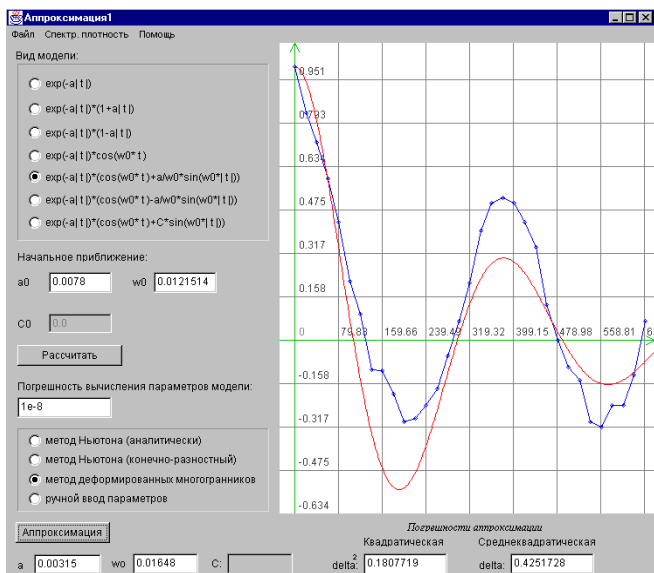 Аппроксимация1
Файл Спектр. плотность Помощь
Вид модели:
exp(-a| t |)
exp(-a| t |)*(1+a| t |)
exp(-a| t |)*(1-a| t |)
exp(-a| t |)*cos(w0* t )
exp(-a| t |)*(cos(w0* t )+a/w0*sin(w0*| t |))
exp(-a| t |)*(cos(w0* t )-a/w0*sin(w0*| t |))
exp(-a| t |)*(cos(w0* t )+C*sin(w0*| t |))
Начальное приближение:
a0 0.0078 w0 0.0121514
C0 0.0
Рассчитать
Погрешность вычисления параметров модели:
1e-8
метод Ньютона (аналитически)
метод Ньютона (конечно-разностный)
метод деформированных многогранников
ручной ввод параметров
Аппроксимация
a 0.00315 wo 0.01648 C:
0.951
0.793
0.634
0.475
0.317
0.158
0 79.83 159.66 239.49 319.32 399.15 478.98 558.81
-0.158
-0.317
-0.475
-0.634
Погрешности аппроксимации
Квадратическая Среднеквадратическая
delta: 2 0.1807719 delta: 0.4251728